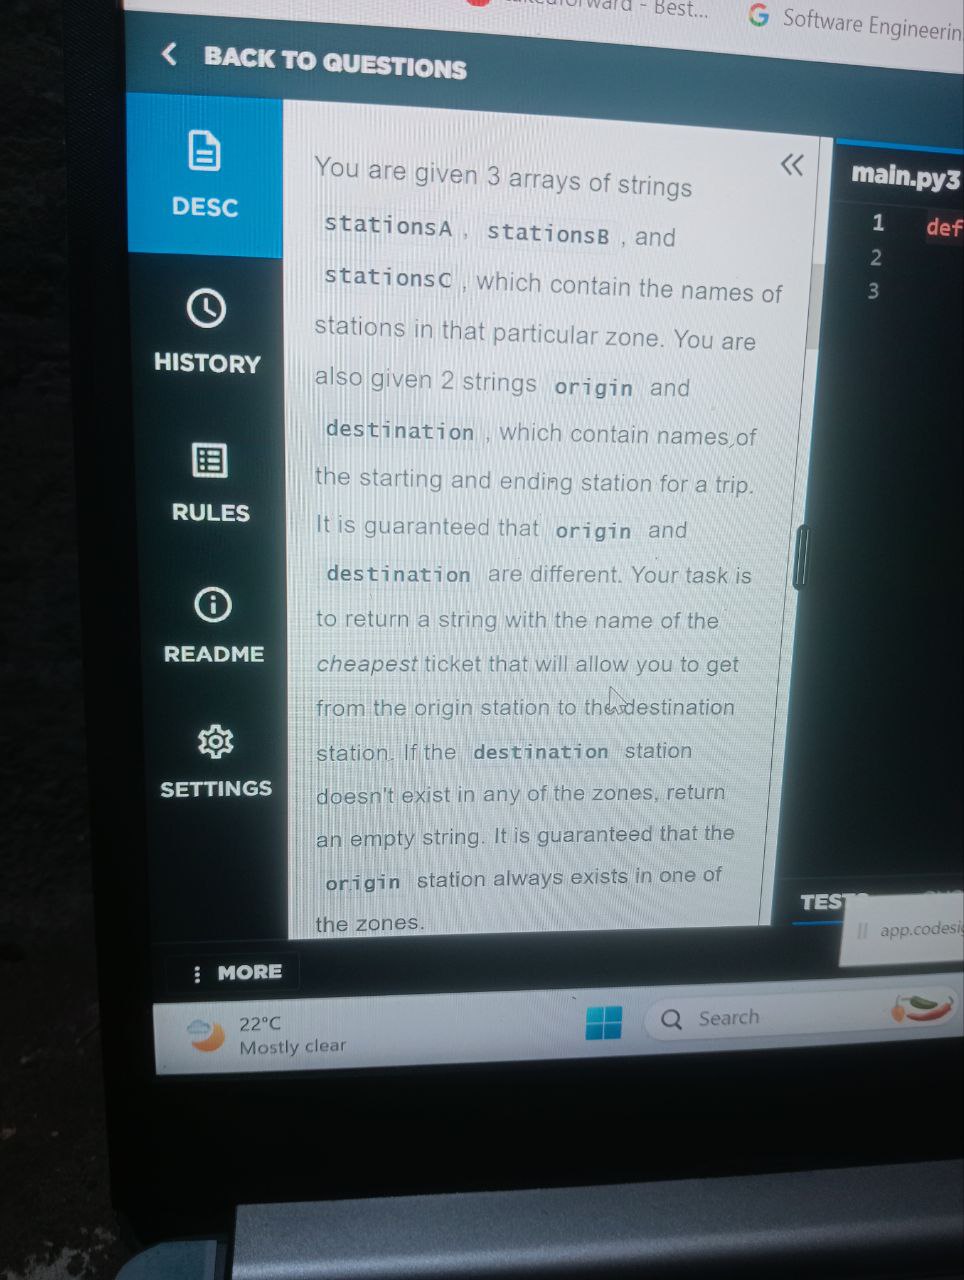 - Best...
Software Engineerin
BACK TO QUESTIONS
DESC
HISTORY
RULES
README
SETTINGS
MORE
You are given 3 arrays of strings
stationsA , stationsB , and
stationsC , which contain the names of
stations in that particular zone. You are
also given 2 strings origin and
destination , which contain names of
the starting and ending station for a trip.
It is guaranteed that origin and
destination are different. Your task is
to return a string with the name of the
cheapest ticket that will allow you to get
from the origin station to the destination
station. If the destination station
doesn't exist in any of the zones, return
an empty string. It is guaranteed that the
origin station always exists in one of
the zones.
main.py3
1 def
2
3
TESTS
app.codesig
22°C
Mostly clear
Search